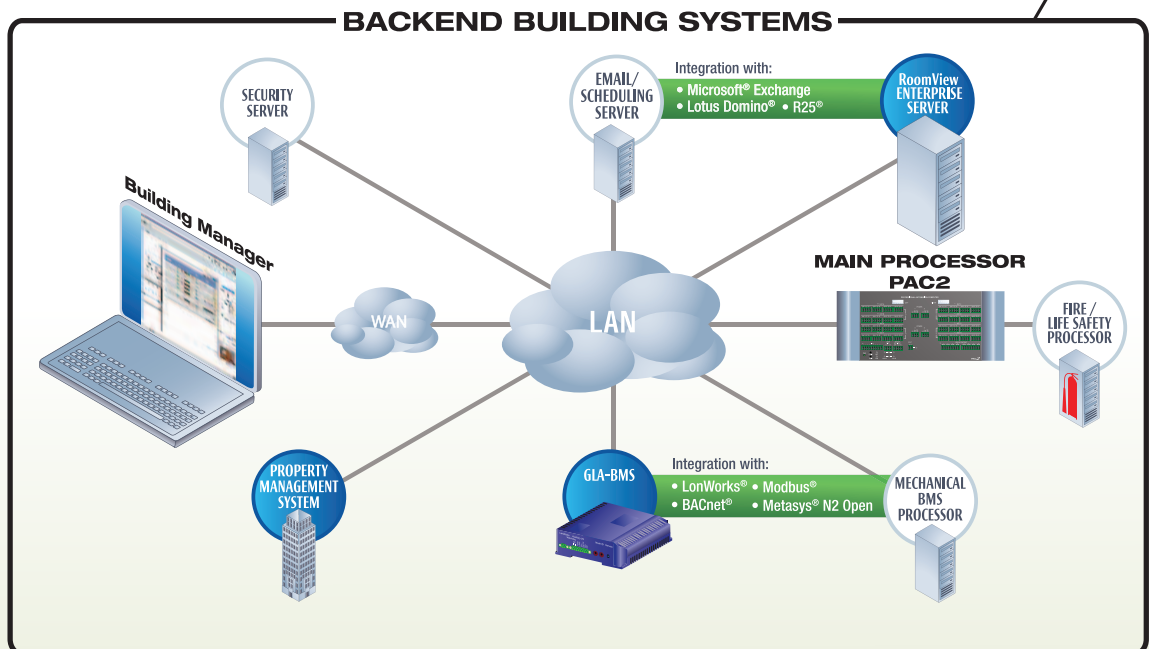 BACKEND BUILDING SYSTEMS
SECURITY
SERVER
EMAIL/
SCHEDULING
SERVER
Integration with:
• Microsoft® Exchange
• Lotus Domino® • R25®
RoomView
ENTERPRISE
SERVER
Building Manager
WAN
LAN
MAIN PROCESSOR
PAC2
FIRE /
LIFE SAFETY
PROCESSOR
PROPERTY
MANAGEMENT
SYSTEM
GLA-BMS
Integration with:
• LonWorks® • Modbus®
• BACnet® • Metasys® N2 Open
MECHANICAL
BMS
PROCESSOR